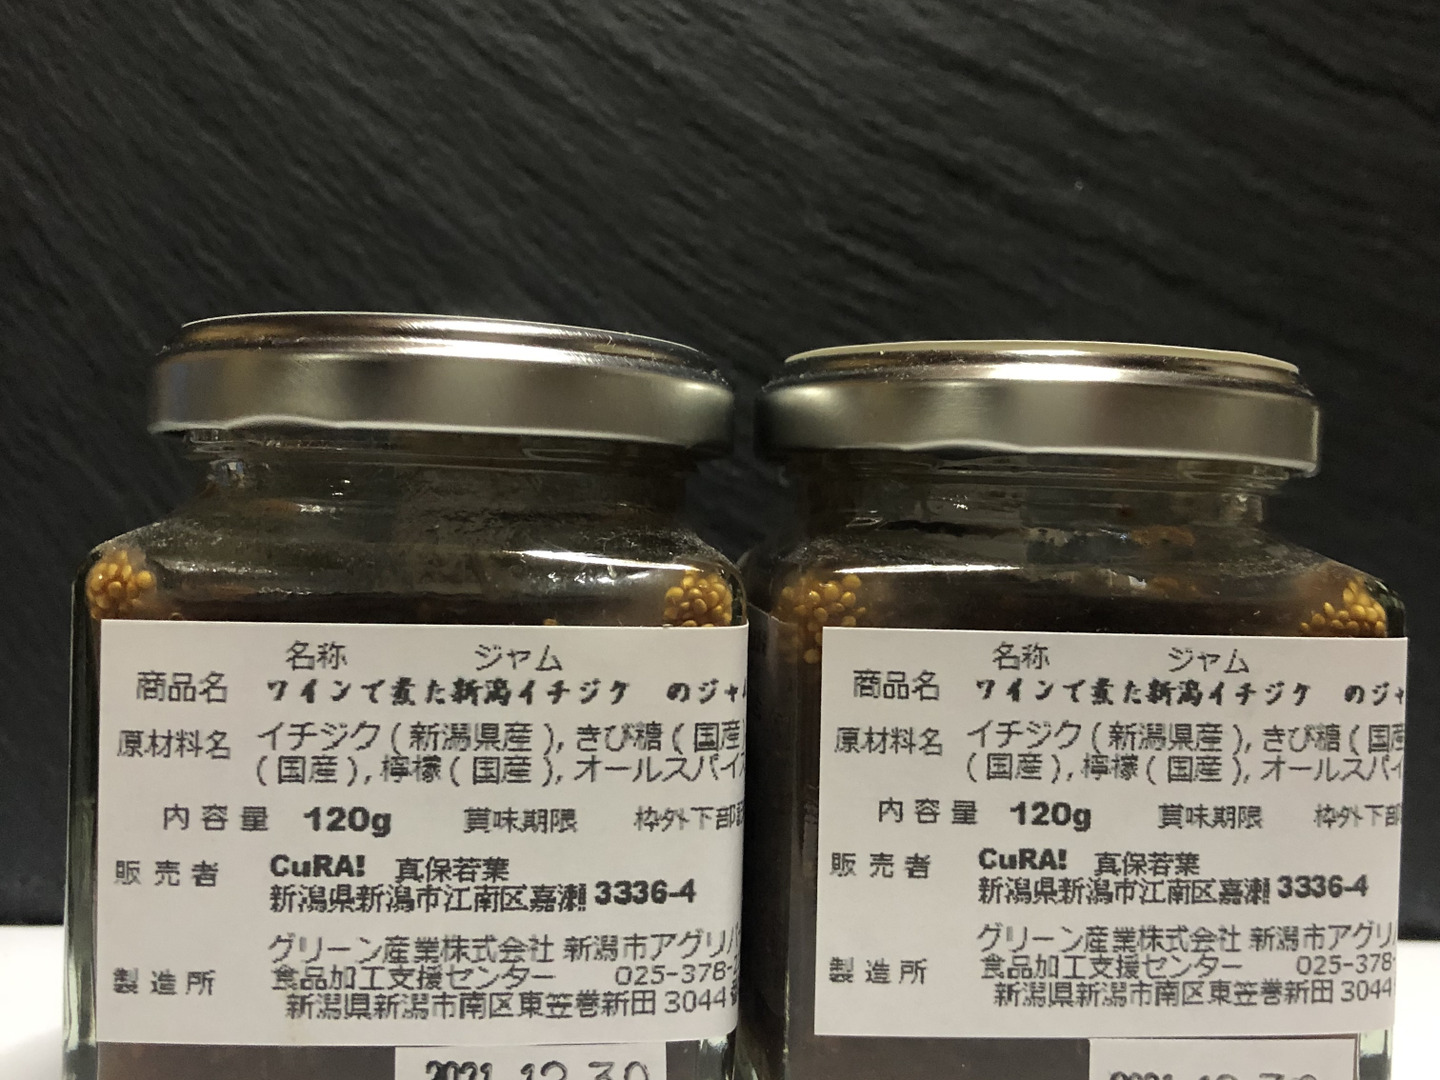 名称 ジャム
商品名 ワインで煮た新潟イチジク のジャ
原材料名 イチジク ( 新潟県産 ), きび糖 ( 国産
( 国産 ), 檸檬 ( 国産 ), オールスパイ
内容量 120g 賞味期限 枠外下部
販売者 CuRA! 真保若葉
新潟県新潟市江南区嘉瀬 3336-4
グリーン産業株式会社 新潟市アグリパ
製造所 食品加工支援センター 025-378-
新潟県新潟市南区東笠巻新田 3044
2021.12.30
名称 ジャム
商品名 ワインで煮た新潟イチジク のジャ
原材料名 イチジク ( 新潟県産 ), きび糖 ( 国産
( 国産 ), 檸檬 ( 国産 ), オールスパイ
内容量 120g 賞味期限 枠外下部
販売者 CuRA! 真保若葉
新潟県新潟市江南区嘉瀬 3336-4
グリーン産業株式会社 新潟市アグリ
製造所 食品加工支援センター 025-378-
新潟県新潟市南区東笠巻新田 3044